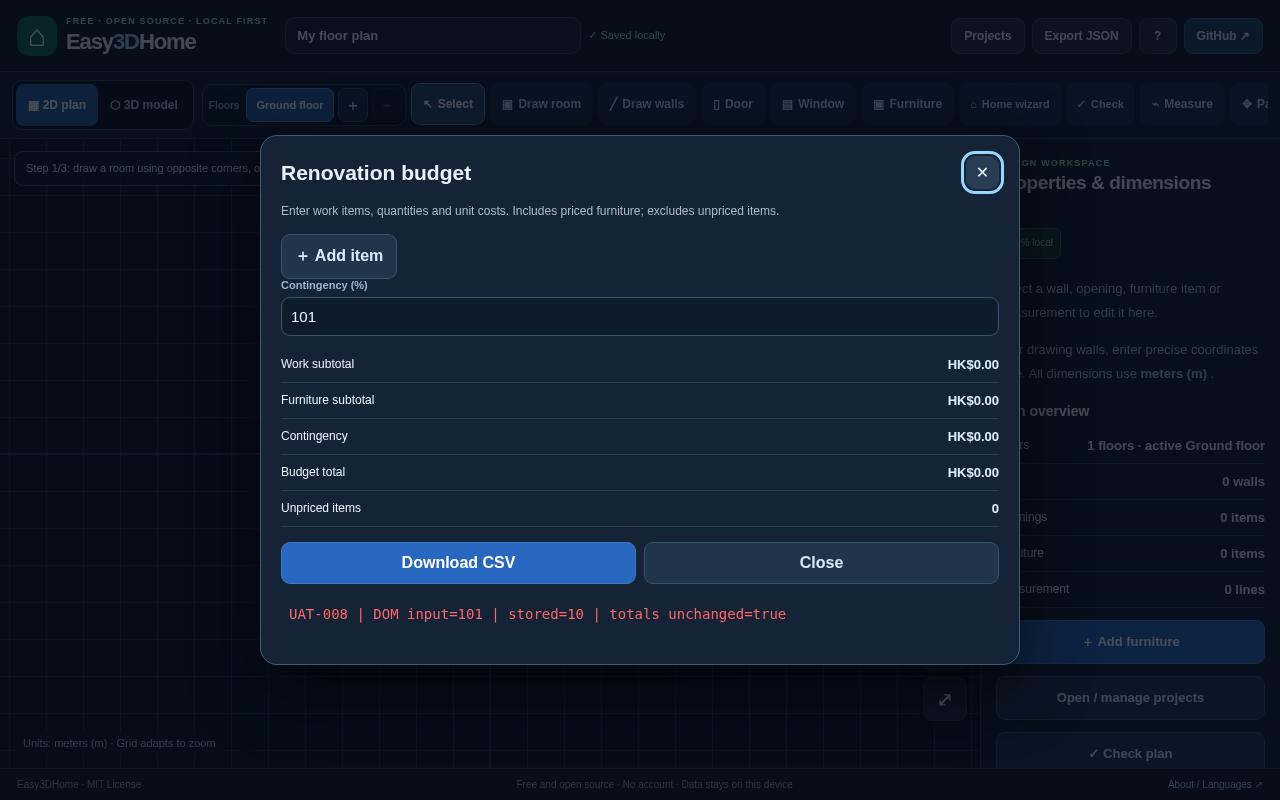 FREE · OPEN SOURCE · LOCAL FIRST
Easy3DHome
My floor plan
✓ Saved locally
Projects
Export JSON
?
GitHub ↗
2D plan
3D model
Floors
Ground floor
+
−
Select
Draw room
Draw walls
Door
Window
Furniture
Home wizard
✓ Check
Measure
Step 1/3: draw a room using opposite corners, o
Renovation budget
✕
Enter work items, quantities and unit costs. Includes priced furniture; excludes unpriced items.
+ Add item
Contingency (%)
101
Work subtotal HK$0.00
Furniture subtotal HK$0.00
Contingency HK$0.00
Budget total HK$0.00
Unpriced items 0
Download CSV
Close
UAT-008 | DOM input=101 | stored=10 | totals unchanged=true
GN WORKSPACE
operties & dimensions
% local
ect a wall, opening, furniture item or
surement to edit it here.
r drawing walls, enter precise coordinates
. All dimensions use meters (m) .
n overview
rs 1 floors · active Ground floor
0 walls
nings 0 items
iture 0 items
surement 0 lines
+ Add furniture
Open / manage projects
✓ Check plan
Units: meters (m) · Grid adapts to zoom
Easy3DHome · MIT License
Free and open source · No account · Data stays on this device
About / Languages ↗